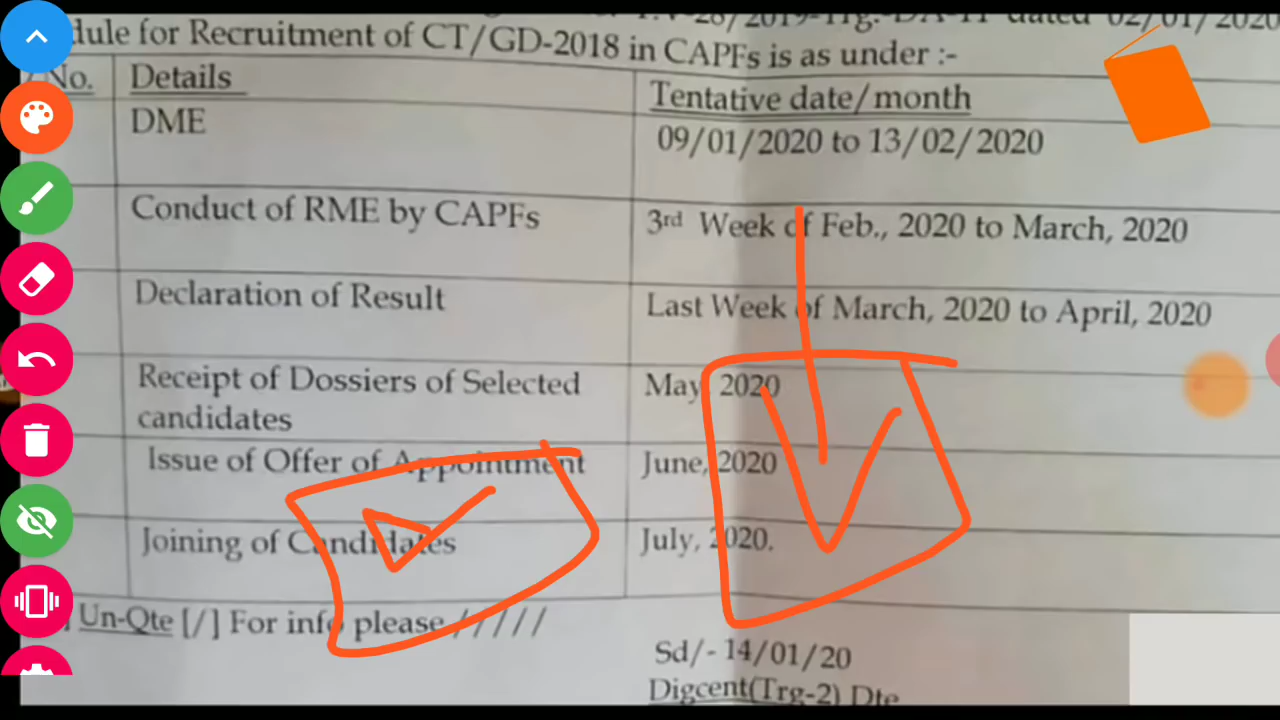 dule for Recruitment of CT/GD-2018 in CAPFs is as under :-
No. Details Tentative date/month
DME 09/01/2020 to 13/02/2020
Conduct of RME by CAPFs 3rd Week of Feb., 2020 to March, 2020
Declaration of Result Last Week of March, 2020 to April, 2020
Receipt of Dossiers of Selected May, 2020
candidates
Issue of Offer of Appointment June, 2020
Joining of Candidates July, 2020.
Un-Qte [/] For info please /////
Sd/- 14/01/20
Digcent(Trg-2) Dte